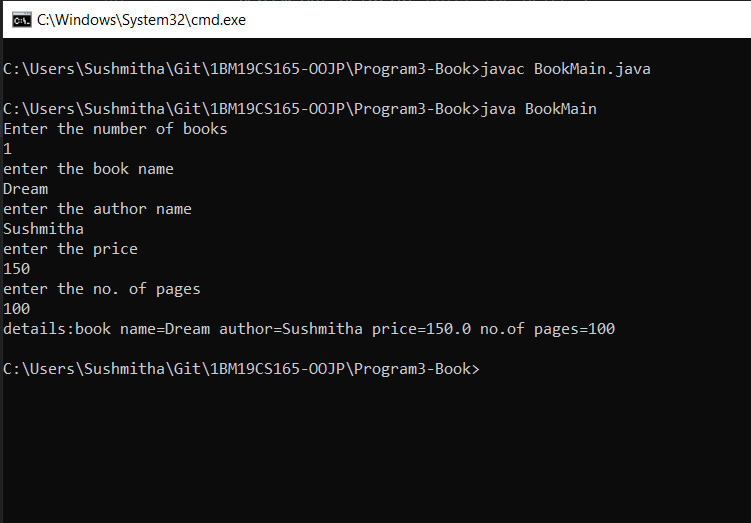 C:\Windows\System32\cmd.exe
C:\Users\Sushmitha\Git\1BM19CS165-OOJP\Program3-Book>javac BookMain.java
C:\Users\Sushmitha\Git\1BM19CS165-OOJP\Program3-Book>java BookMain
Enter the number of books
1
enter the book name
Dream
enter the author name
Sushmitha
enter the price
150
enter the no. of pages
100
details:book name=Dream author=Sushmitha price=150.0 no.of pages=100
C:\Users\Sushmitha\Git\1BM19CS165-OOJP\Program3-Book>